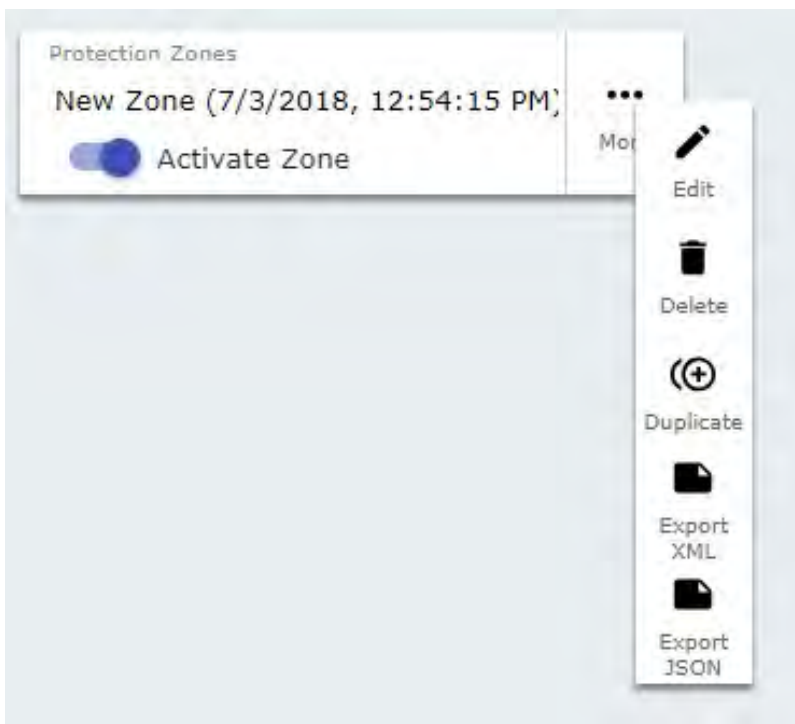 Protection Zones
New Zone (7/3/2018, 12:54:15 PM)
Activate Zone
Mor
Edit
Delete
Duplicate
Export
XML
Export
JSON